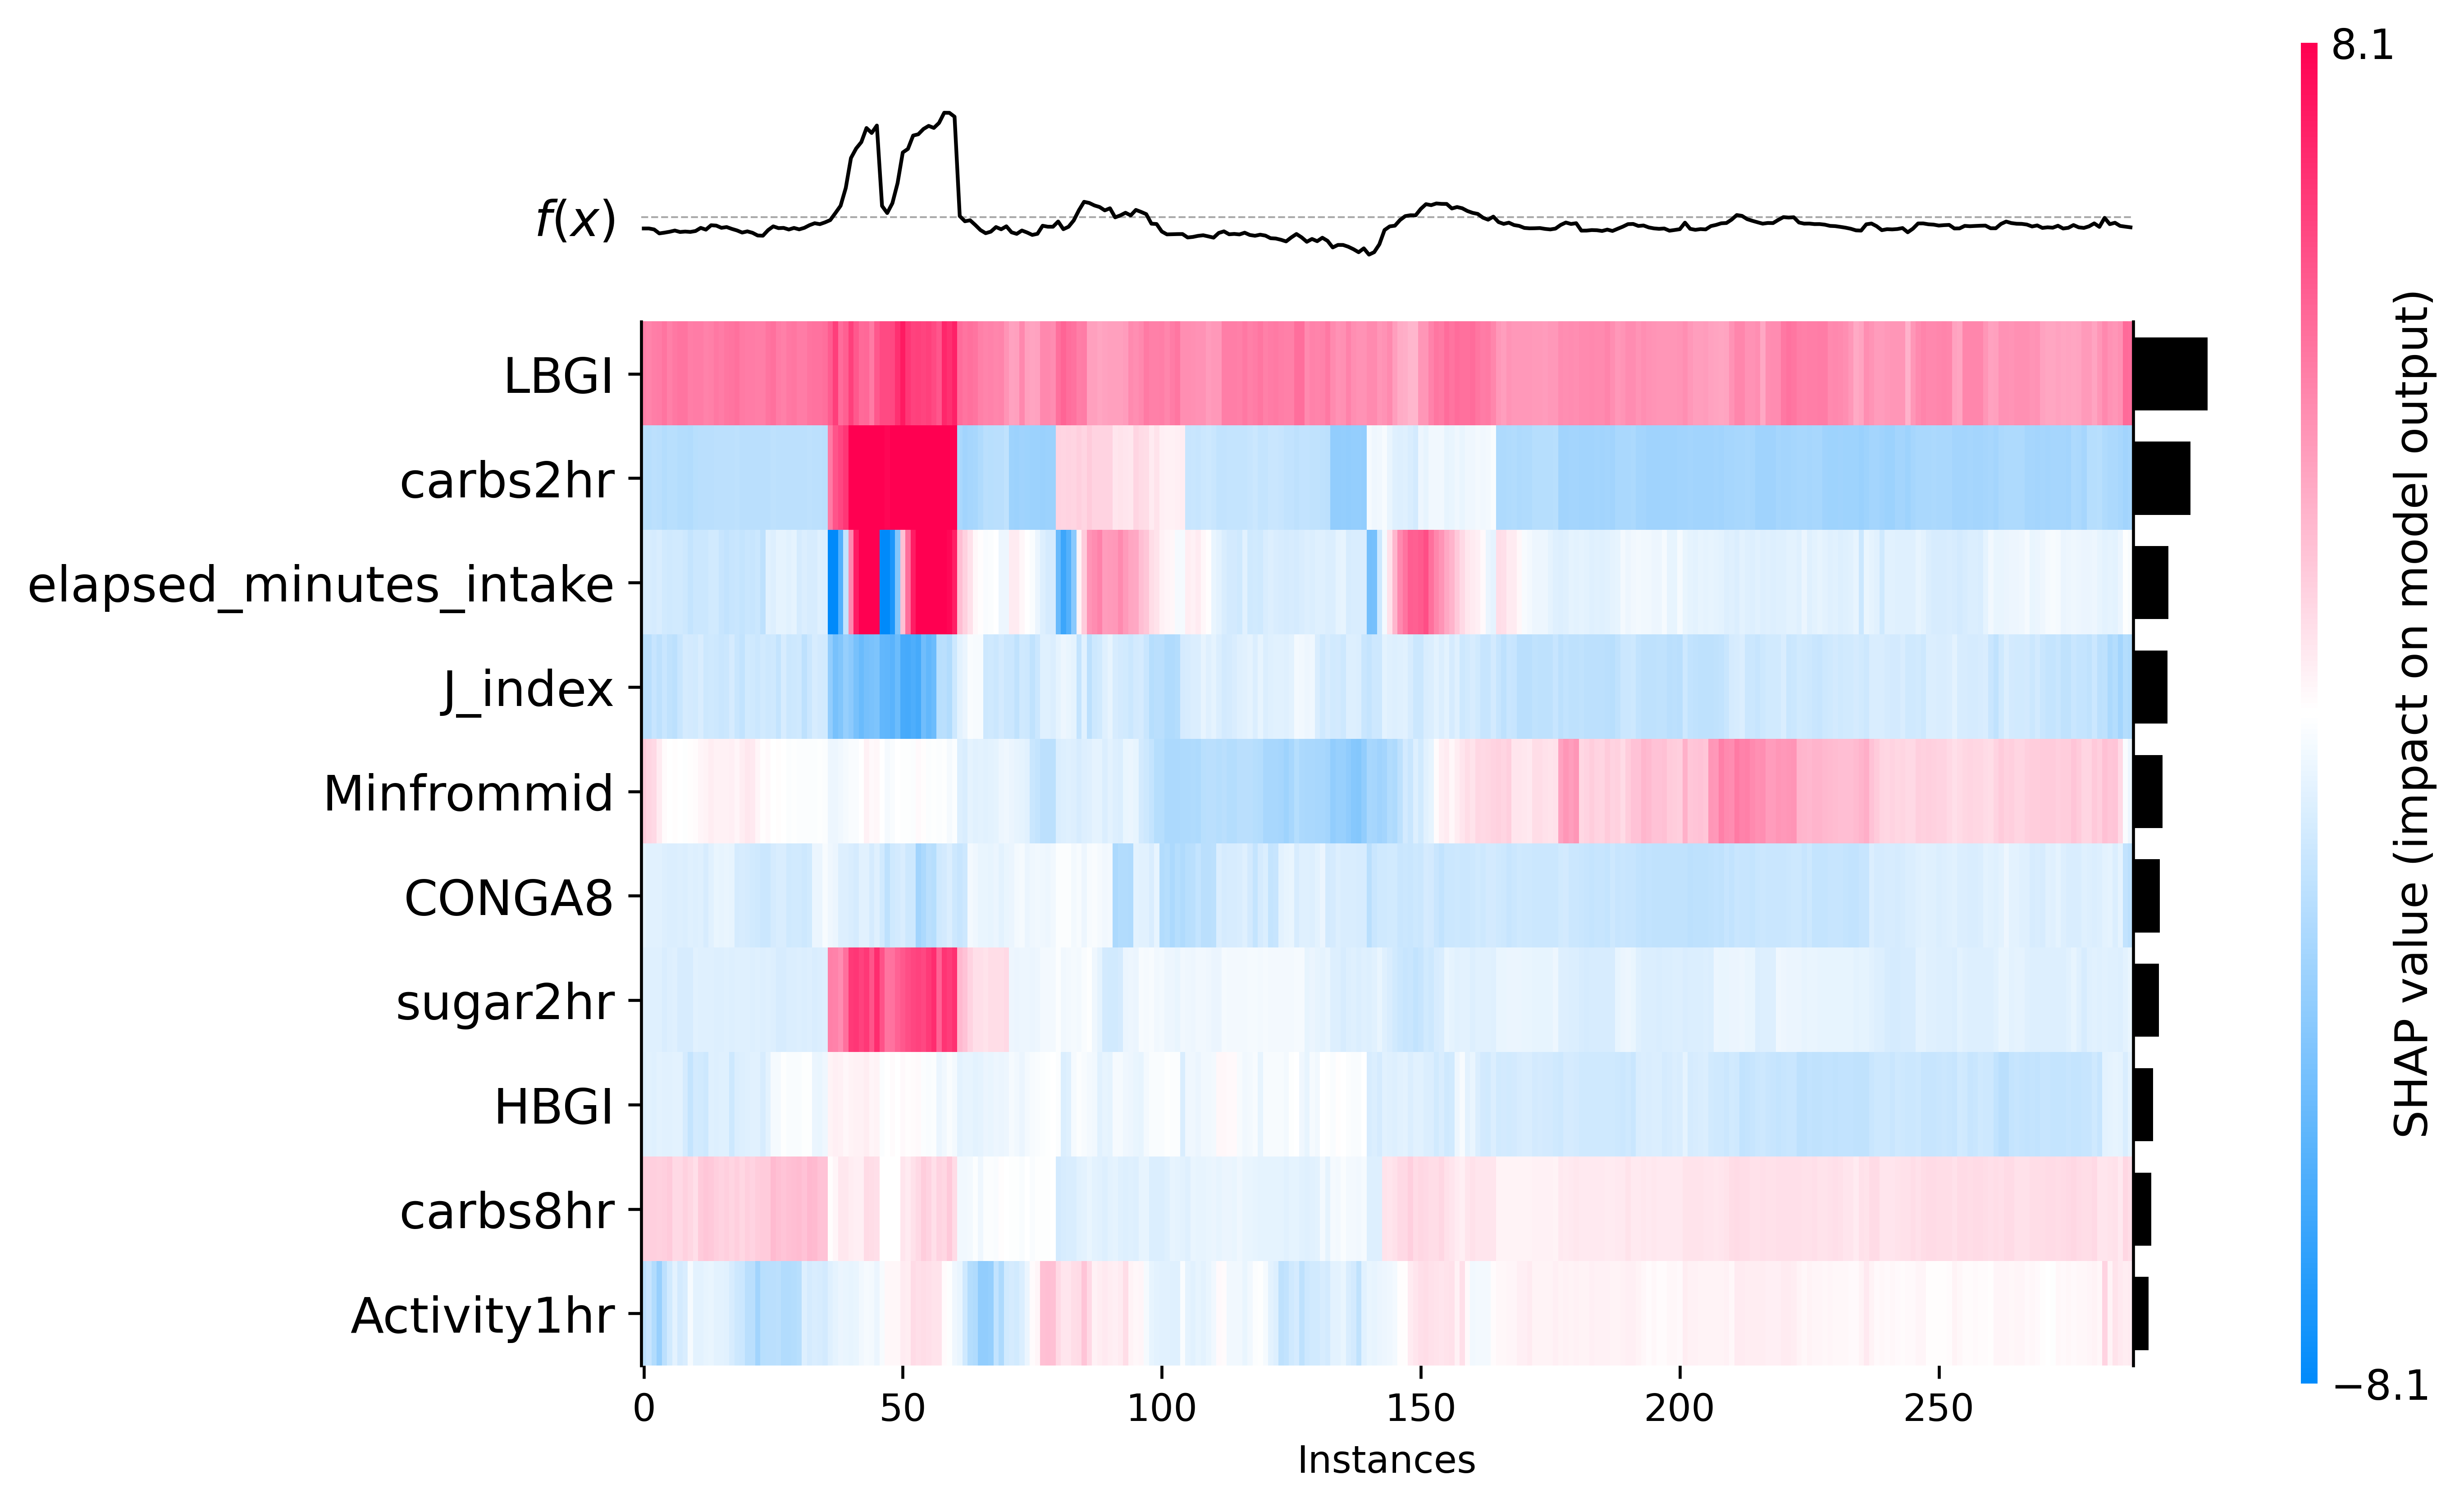 f(x)
LBGI
carbs2hr
elapsed_minutes_intake
J_index
Minfrommid
CONGA8
sugar2hr
HBGI
carbs8hr
Activity1hr
0 50 100 150 200 250
Instances
8.1
−8.1
SHAP value (impact on model output)